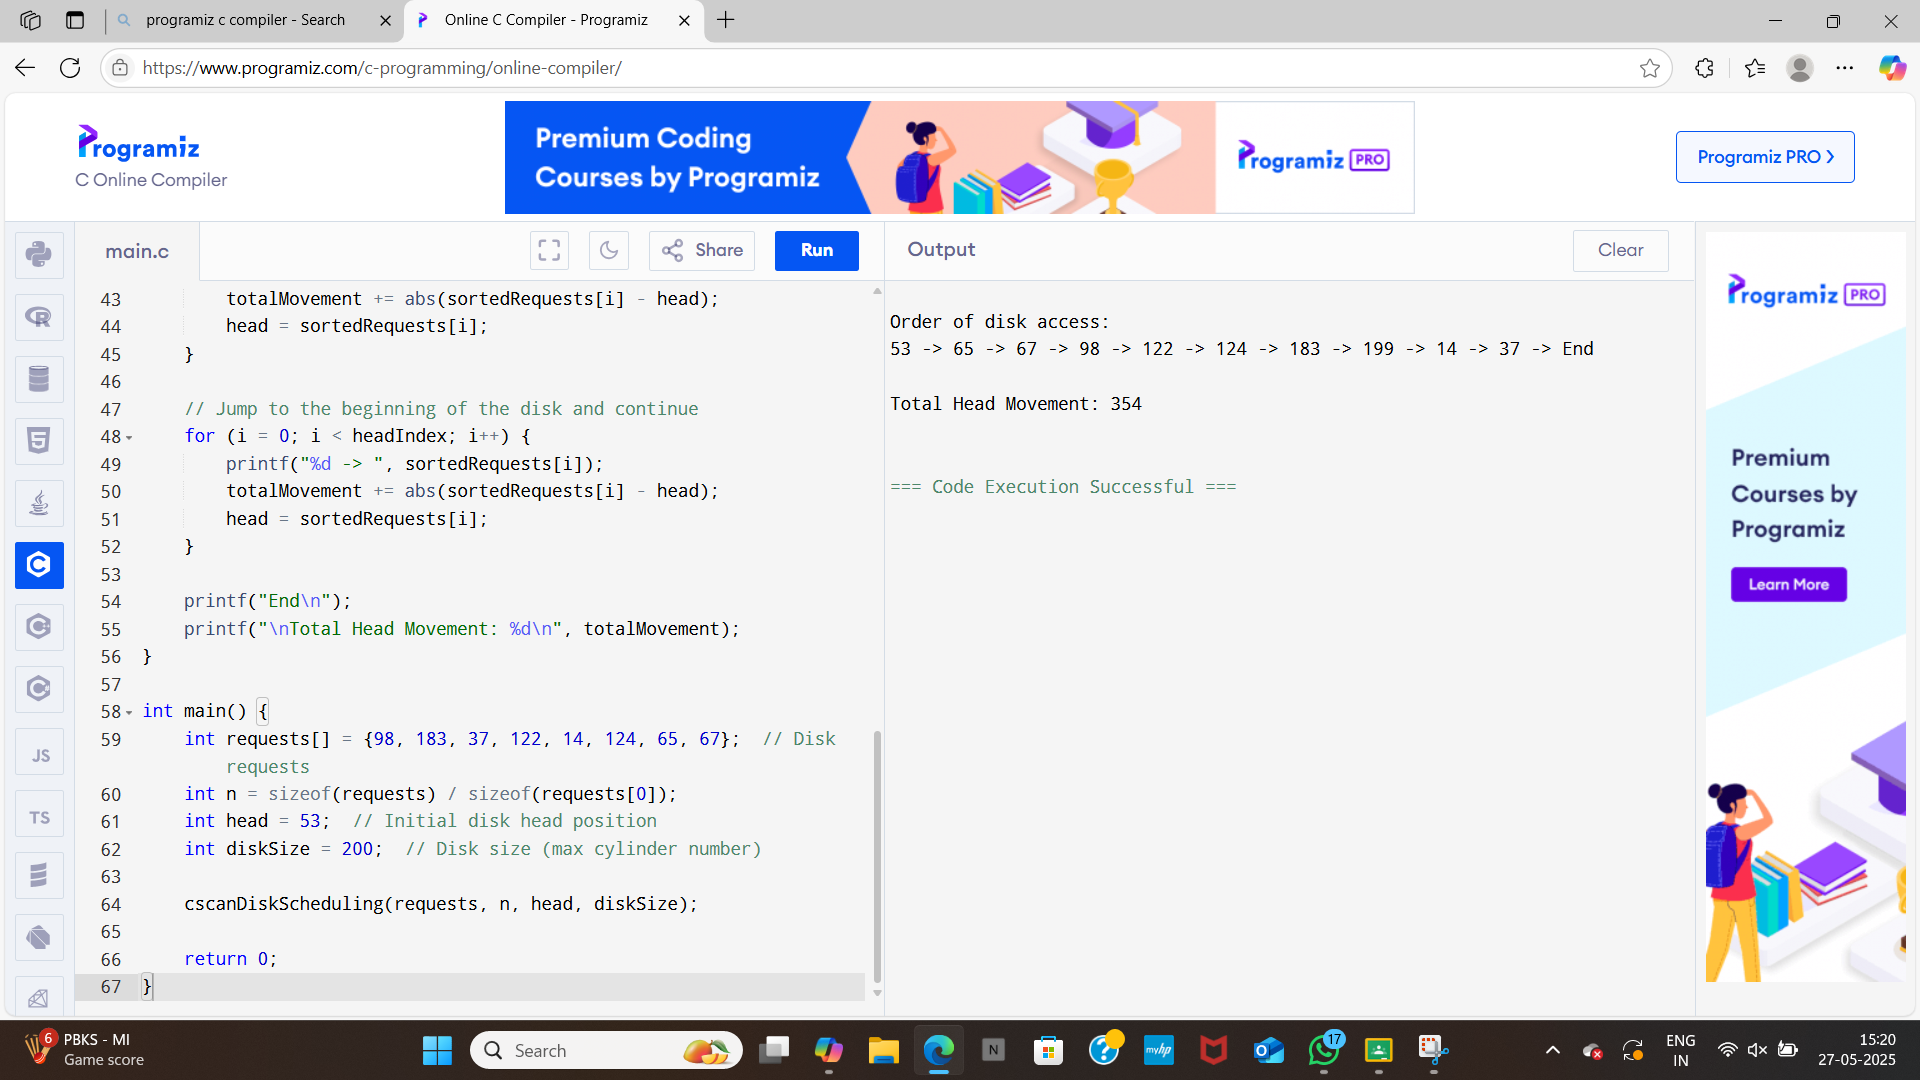 programiz c compiler - Search
Online C Compiler - Programiz
https://www.programiz.com/c-programming/online-compiler/
Programiz
C Online Compiler
Premium Coding
Courses by Programiz
Programiz PRO
Programiz PRO ❯
main.c
Share
Run
Output
Clear
43 totalMovement += abs(sortedRequests[i] - head);
44 head = sortedRequests[i];
45 }
46
47 // Jump to the beginning of the disk and continue
48 for (i = 0; i < headIndex; i++) {
49 printf("%d -> ", sortedRequests[i]);
50 totalMovement += abs(sortedRequests[i] - head);
51 head = sortedRequests[i];
52 }
53
54 printf("End\n");
55 printf("\nTotal Head Movement: %d\n", totalMovement);
56 }
57
58 int main() {
59 int requests[] = {98, 183, 37, 122, 14, 124, 65, 67};  // Disk
requests
60 int n = sizeof(requests) / sizeof(requests[0]);
61 int head = 53;  // Initial disk head position
62 int diskSize = 200;  // Disk size (max cylinder number)
63
64 cscanDiskScheduling(requests, n, head, diskSize);
65
66 return 0;
67 }
Order of disk access:
53 -> 65 -> 67 -> 98 -> 122 -> 124 -> 183 -> 199 -> 14 -> 37 -> End
Total Head Movement: 354
=== Code Execution Successful ===
Programiz PRO
Premium
Courses by
Programiz
Learn More
JS
TS
6
PBKS - MI
Game score
Search
N
myhp
17
ENG
IN
15:20
27-05-2025